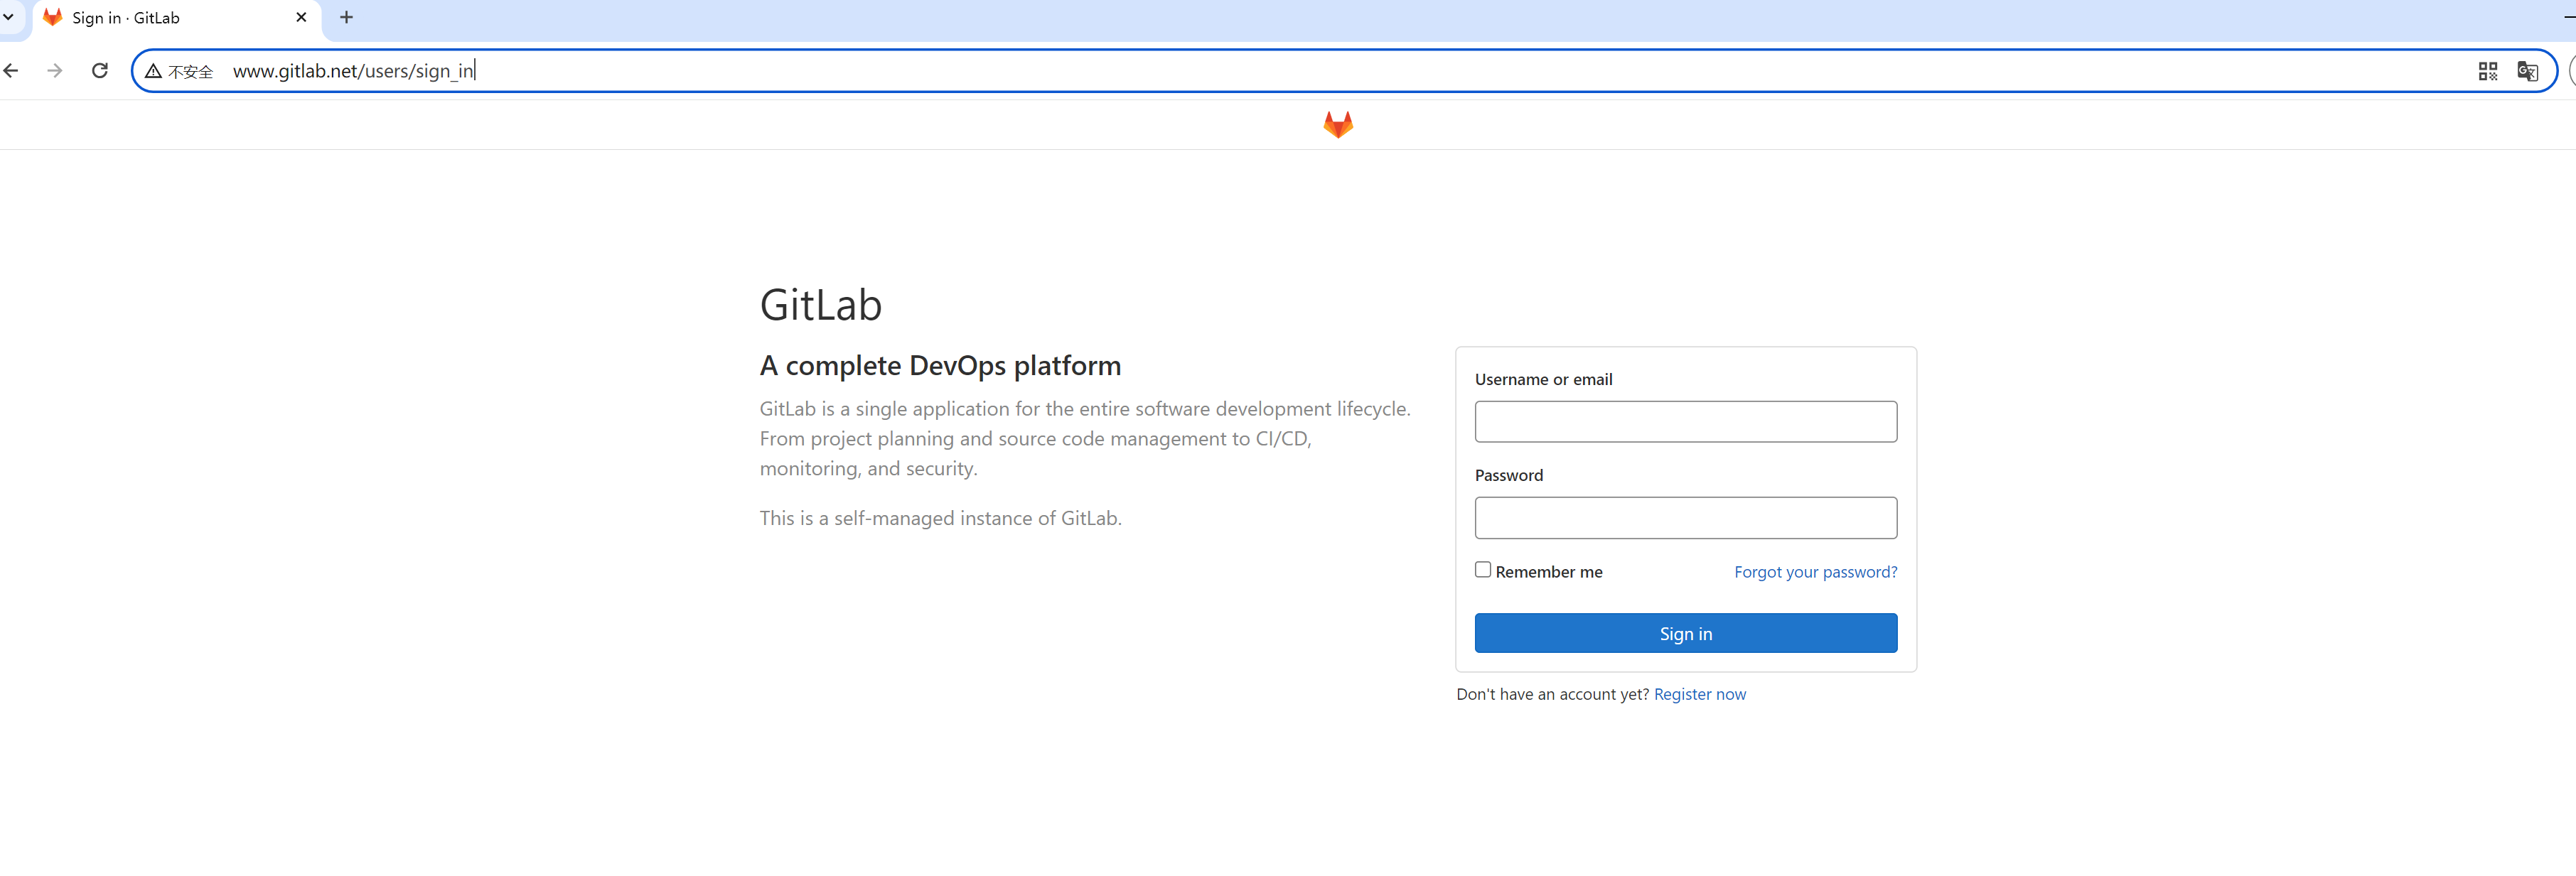 Sign in · GitLab
不安全 www.gitlab.net/users/sign_in
GitLab
A complete DevOps platform
GitLab is a single application for the entire software development lifecycle.
From project planning and source code management to CI/CD,
monitoring, and security.
This is a self-managed instance of GitLab.
Username or email
Password
Remember me
Forgot your password?
Sign in
Don't have an account yet? Register now